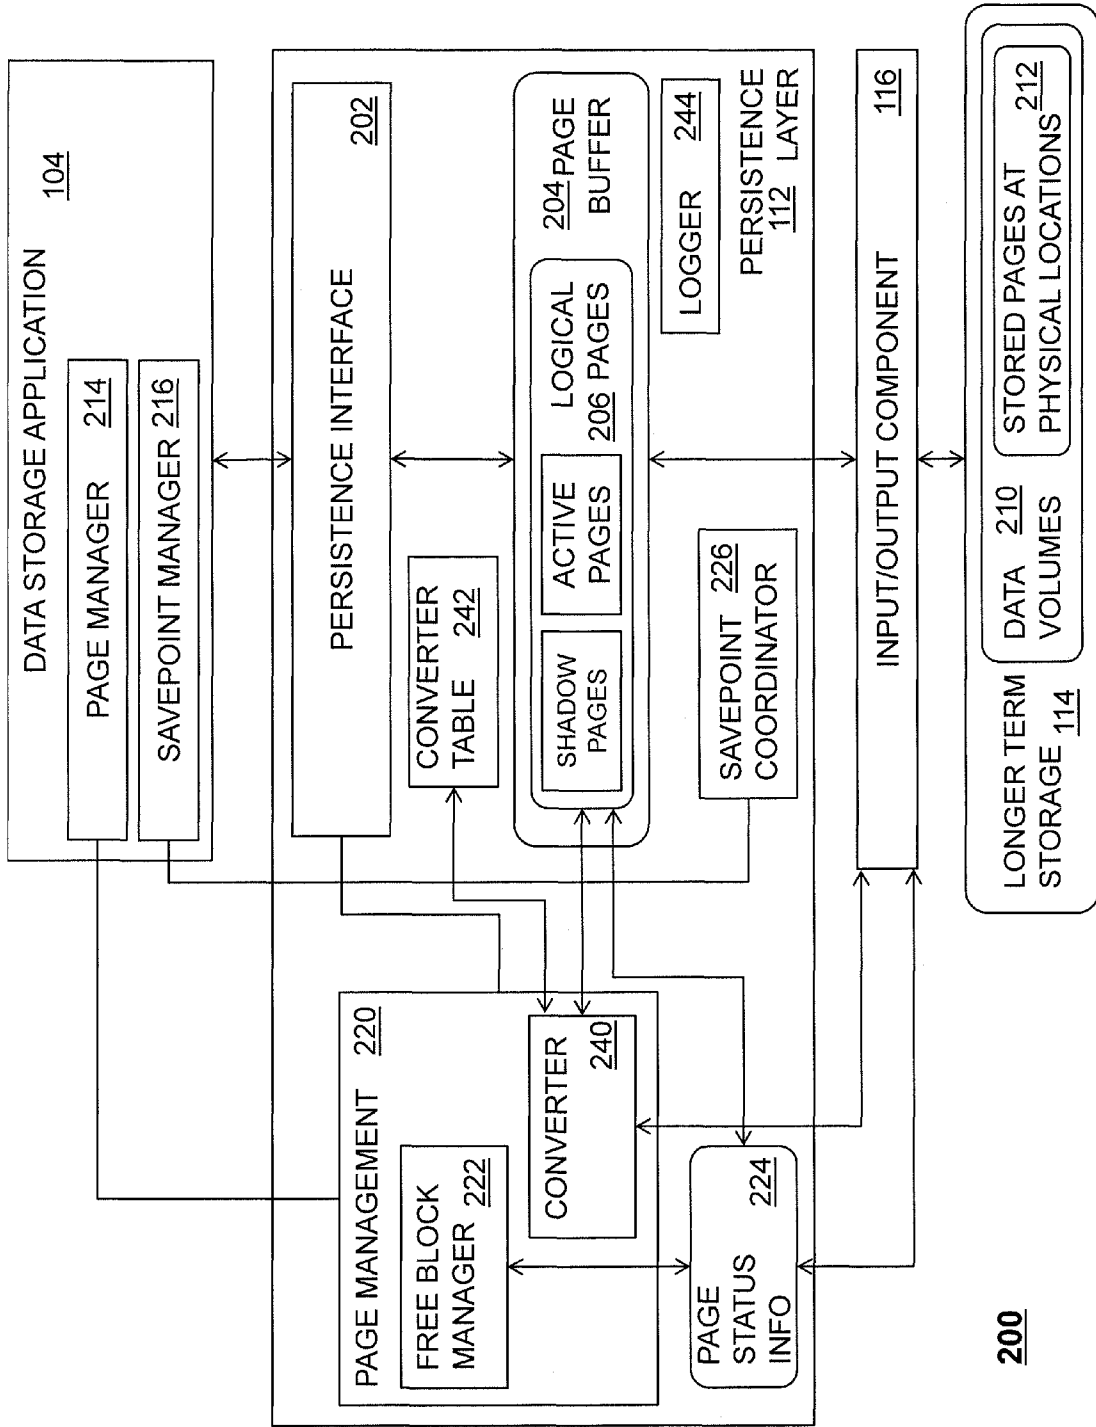 DATA STORAGE APPLICATION
104
PAGE MANAGER 214
SAVEPOINT MANAGER 216
PERSISTENCE INTERFACE 202
PAGE MANAGEMENT 220
FREE BLOCK
MANAGER 222
CONVERTER
240
CONVERTER
TABLE 242
204 PAGE
BUFFER
LOGICAL
206 PAGES
SHADOW
PAGES
ACTIVE
PAGES
PAGE
STATUS
INFO
224
SAVEPOINT
COORDINATOR
226
LOGGER 244
PERSISTENCE
112 LAYER
INPUT/OUTPUT COMPONENT 116
LONGER TERM
STORAGE 114
DATA 210
VOLUMES
STORED PAGES AT
PHYSICAL LOCATIONS
212
200